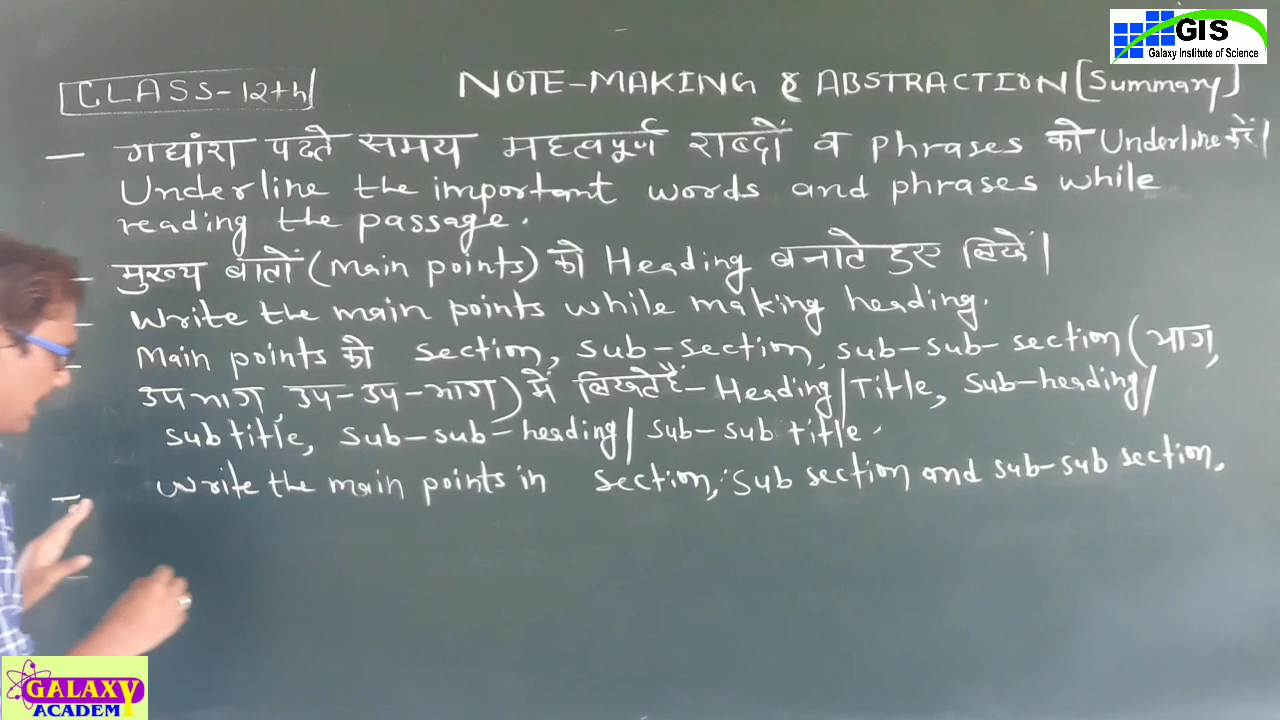 GIS
Galaxy Institute of Science
CLASS-12th
NOTE-MAKING & ABSTRACTION (Summary)
— गद्यांश पढ़ते समय महत्वपूर्ण शब्दों व phrases को Underline करें।
Underline the important words and phrases while
reading the passage.
- मुख्य बातों (main points) को Heading बनाते हुए लिखें।
- Write the main points while making heading.
- Main points को section, sub-section, sub-sub-section (भाग,
उपभाग, उप-उप-भाग) में लिखते हैं - Heading/Title, sub-heading/
subtitle, sub-sub-heading/ sub-sub title.
- Write the main points in section, sub section and sub-sub section.
GALAXY
ACADEM